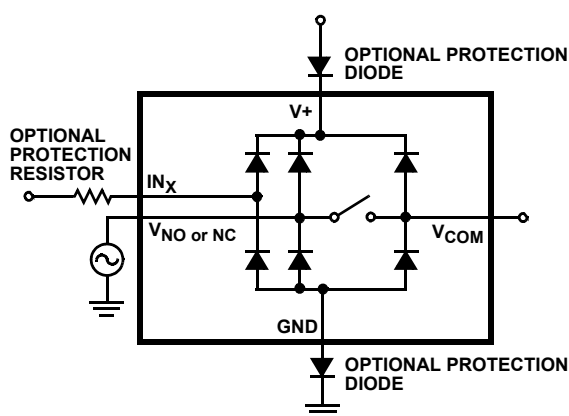 OPTIONAL PROTECTION
DIODE
V+
OPTIONAL
PROTECTION
RESISTOR
INX
VNO or NC
VCOM
GND
OPTIONAL PROTECTION
DIODE